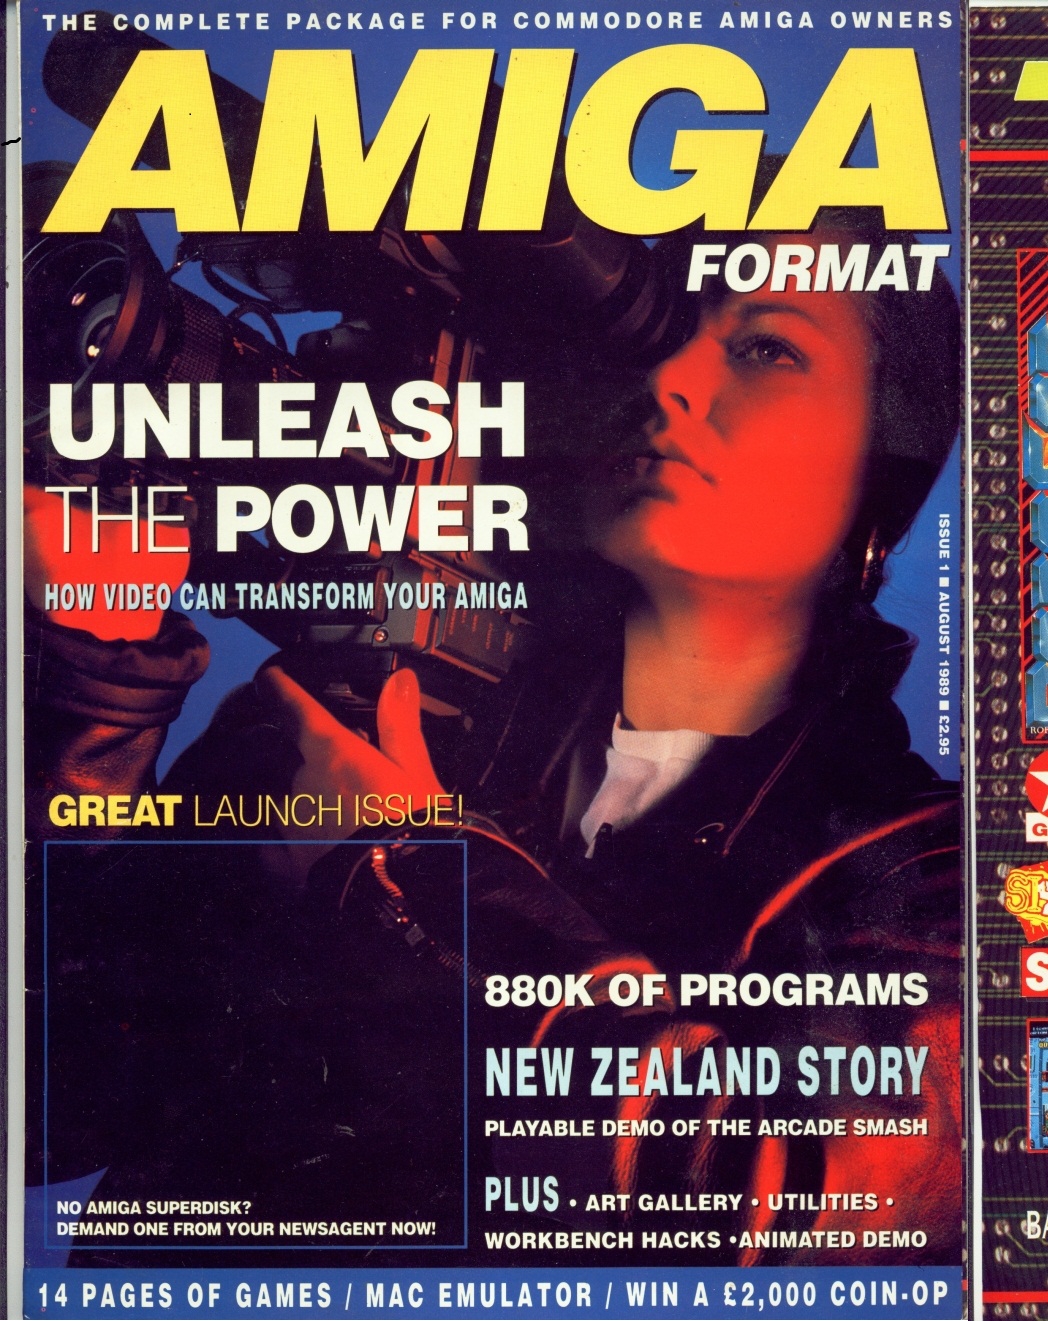 THE COMPLETE PACKAGE FOR COMMODORE AMIGA OWNERS
AMIGA
FORMAT
UNLEASH
THE POWER
HOW VIDEO CAN TRANSFORM YOUR AMIGA
ISSUE 1 ■ AUGUST 1989 ■ £2.95
GREAT LAUNCH ISSUE!
880K OF PROGRAMS
NEW ZEALAND STORY
PLAYABLE DEMO OF THE ARCADE SMASH
PLUS • ART GALLERY • UTILITIES •
WORKBENCH HACKS •ANIMATED DEMO
NO AMIGA SUPERDISK?
DEMAND ONE FROM YOUR NEWSAGENT NOW!
14 PAGES OF GAMES / MAC EMULATOR / WIN A £2,000 COIN-OP